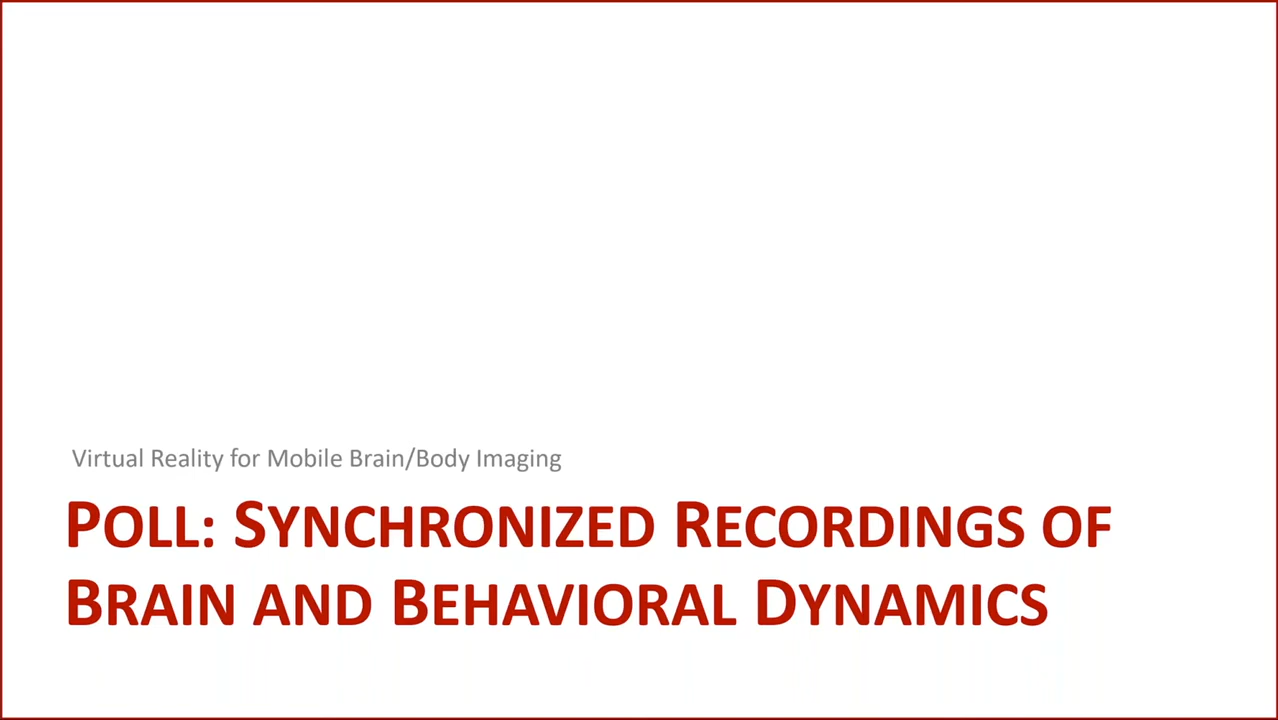 Virtual Reality for Mobile Brain/Body Imaging
POLL: SYNCHRONIZED RECORDINGS OF
BRAIN AND BEHAVIORAL DYNAMICS